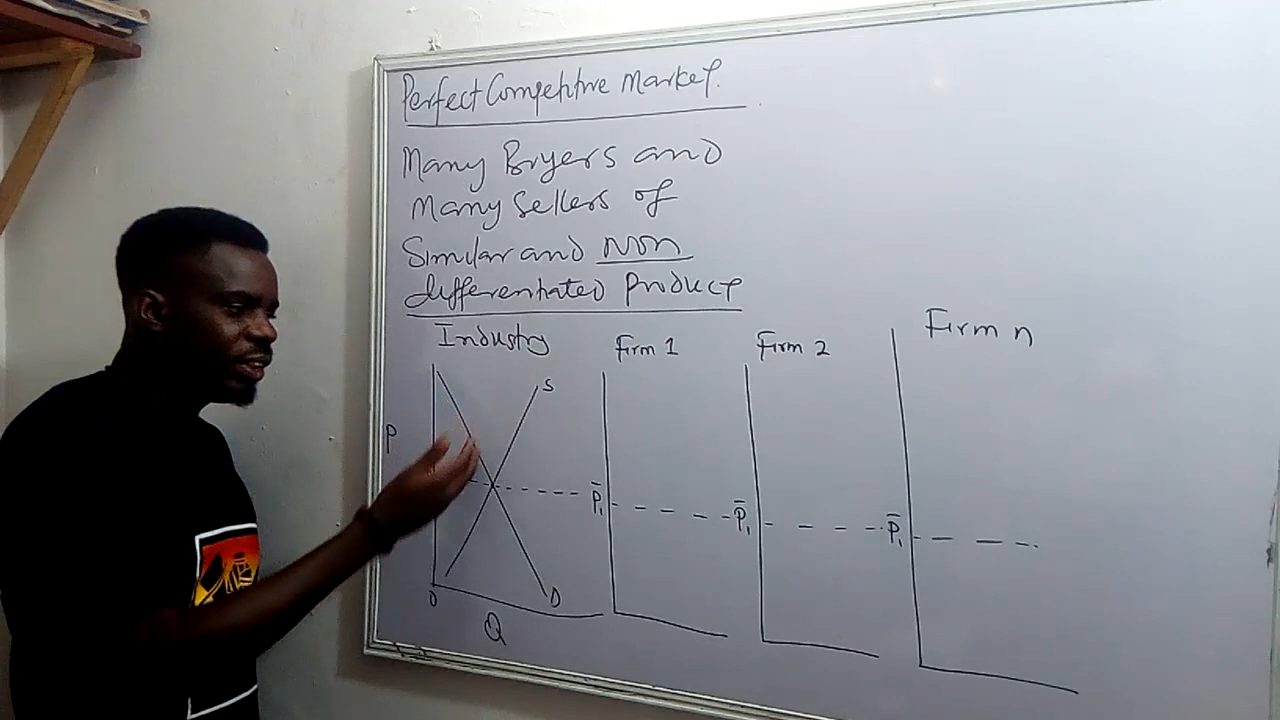 Perfect Competitive Market.
Many Buyers and
Many Sellers of
Similar and Non
differentiated Product
Industry
Firm 1
Firm 2
Firm n
S
P
P̄₁
P̄₁
P̄₁
0
D
Q